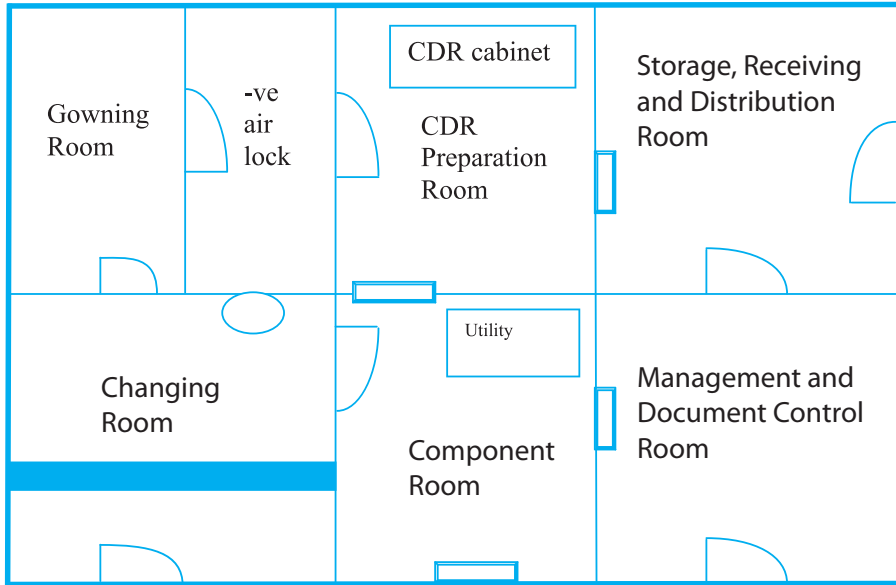 Gowning
Room
-ve
air
lock
CDR cabinet
CDR
Preparation
Room
Storage, Receiving
and Distribution
Room
Changing
Room
Utility
Component
Room
Management and
Document Control
Room